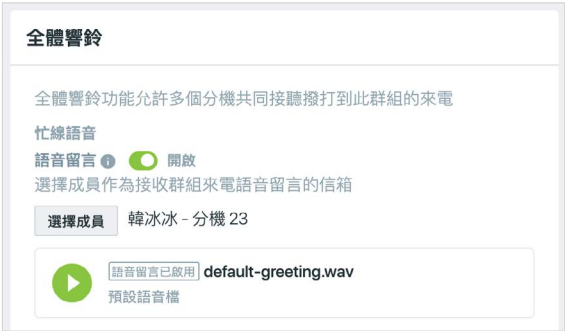 全體響鈴
全體響鈴功能允許多個分機共同接聽撥打到此群組的來電
忙線語音
語音留言 i 開啟
選擇成員作為接收群組來電語音留言的信箱
選擇成員 韓冰冰 - 分機 23
語音留言已啟用 default-greeting.wav
預設語音檔